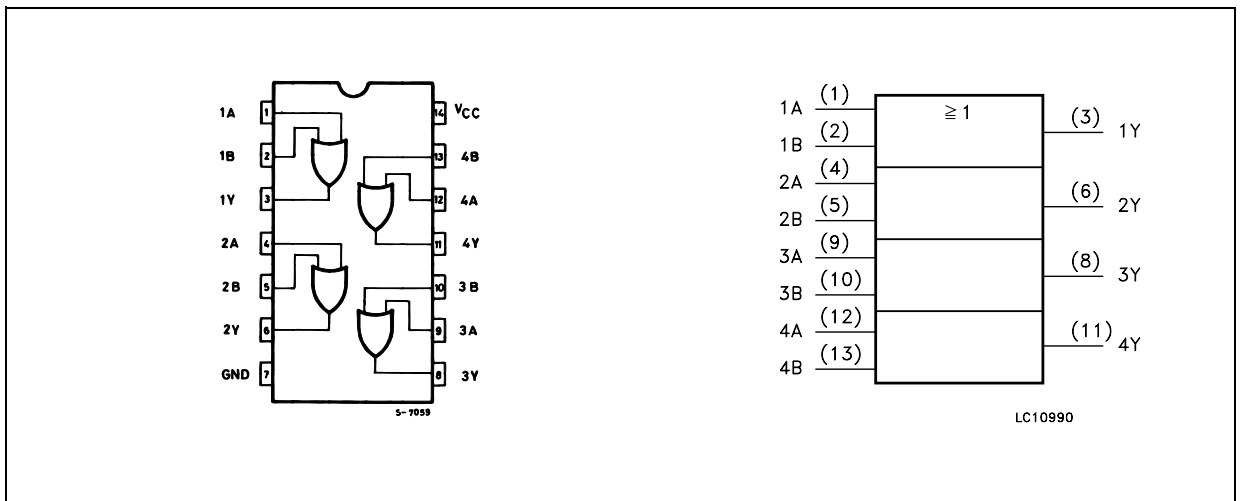 1A 1 14 VCC
1B 2 13 4B
1Y 3 12 4A
2A 4 11 4Y
2B 5 10 3B
2Y 6 9 3A
GND 7 8 3Y
S-7059
≧ 1
1A (1)
1B (2)
(3) 1Y
2A (4)
2B (5)
(6) 2Y
3A (9)
3B (10)
(8) 3Y
4A (12)
4B (13)
(11) 4Y
LC10990